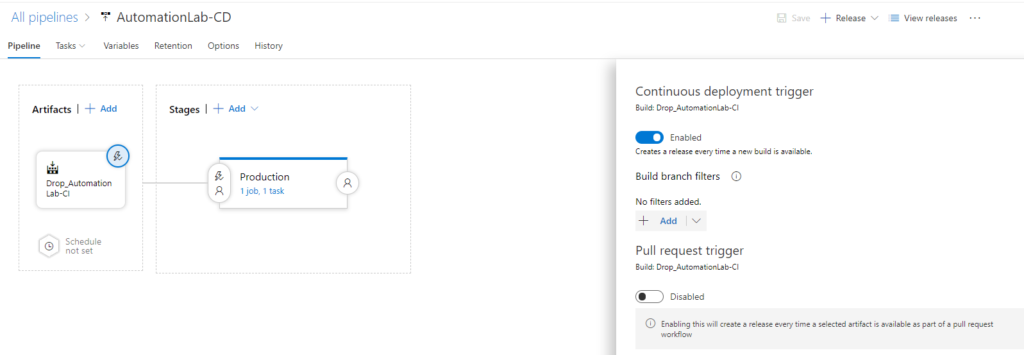 All pipelines > AutomationLab-CD
Save
Release
View releases
Pipeline
Tasks
Variables
Retention
Options
History
Artifacts | + Add
Stages | + Add
Drop_Automation
Lab-CI
Schedule
not set
Production
1 job, 1 task
Continuous deployment trigger
Build: Drop_AutomationLab-CI
Enabled
Creates a release every time a new build is available.
Build branch filters
No filters added.
+ Add
Pull request trigger
Build: Drop_AutomationLab-CI
Disabled
Enabling this will create a release every time a selected artifact is available as part of a pull request
workflow